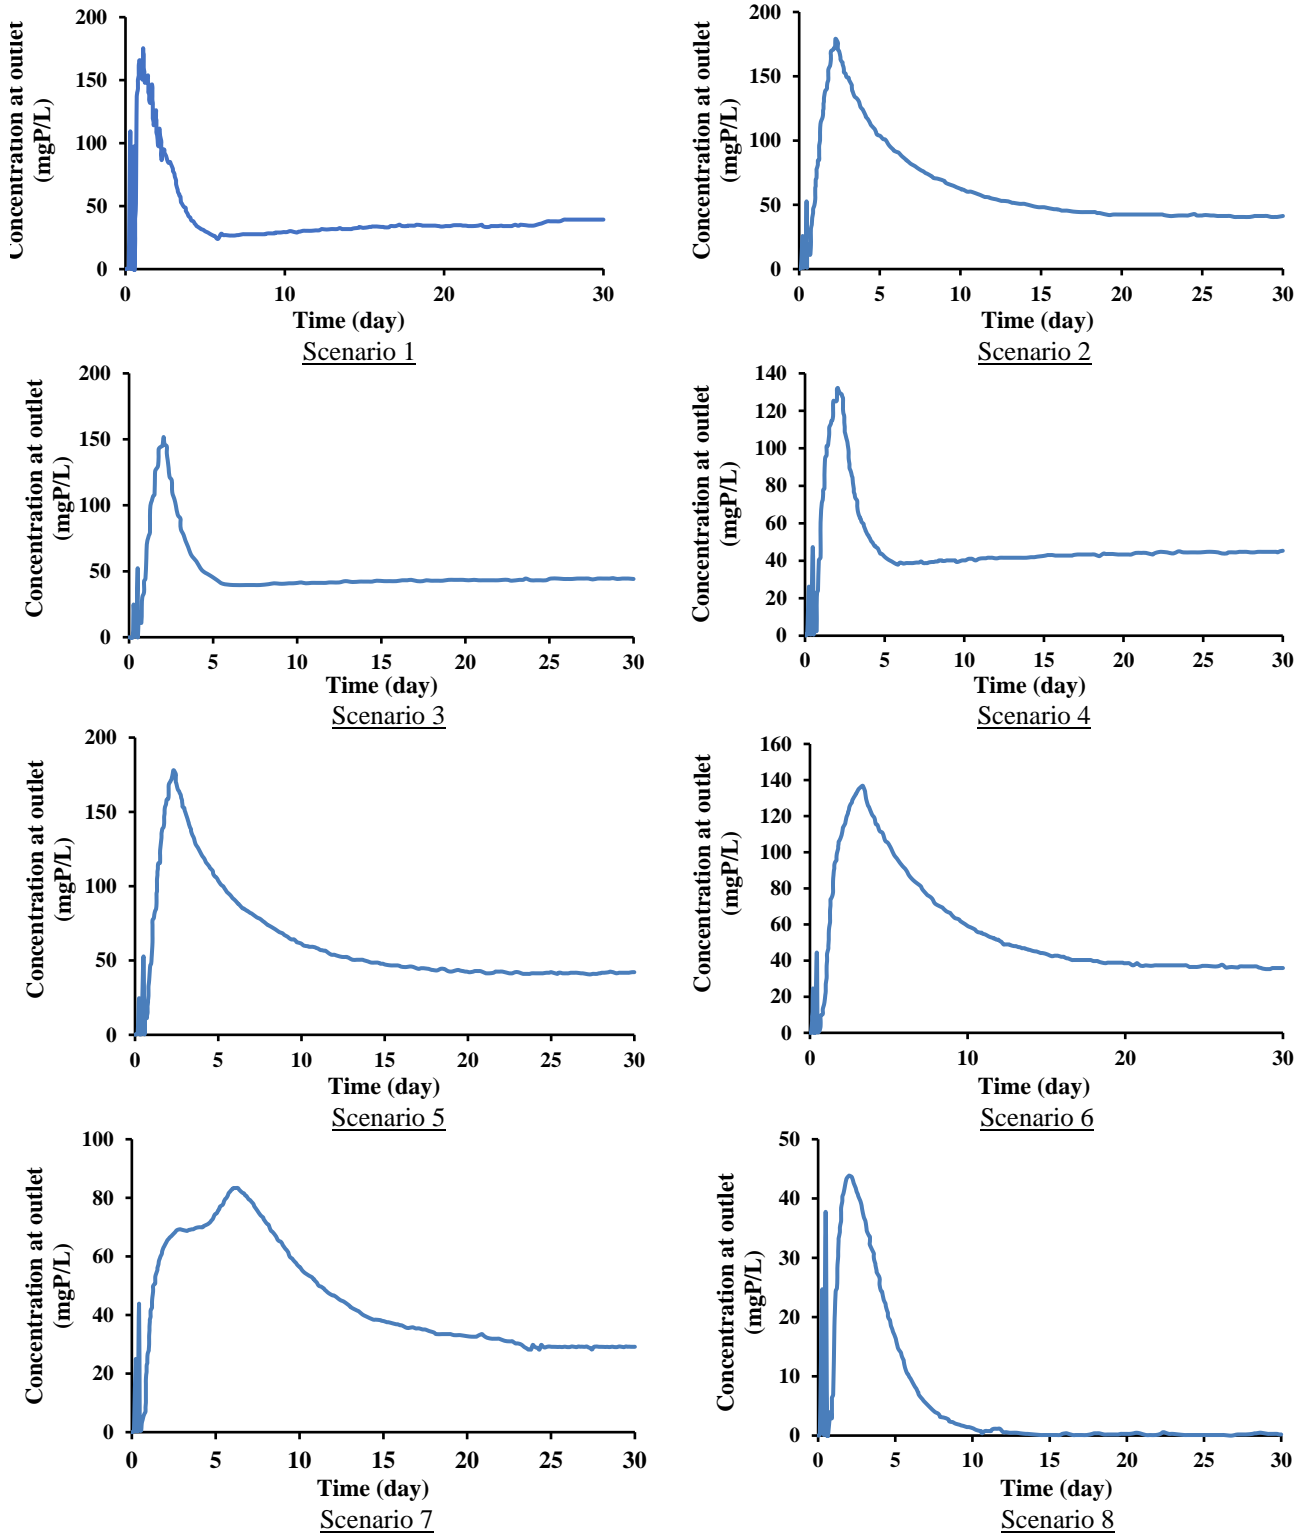 Concentration at outlet
(mgP/L)
200
150
100
50
0
0 10 20 30
Time (day)
Scenario 1
Concentration at outlet
(mgP/L)
200
150
100
50
0
0 5 10 15 20 25 30
Time (day)
Scenario 2
Concentration at outlet
(mgP/L)
200
150
100
50
0
0 5 10 15 20 25 30
Time (day)
Scenario 3
Concentration at outlet
(mgP/L)
140
120
100
80
60
40
20
0
0 5 10 15 20 25 30
Time (day)
Scenario 4
Concentration at outlet
(mgP/L)
200
150
100
50
0
0 5 10 15 20 25 30
Time (day)
Scenario 5
Concentration at outlet
(mgP/L)
160
140
120
100
80
60
40
20
0
0 10 20 30
Time (day)
Scenario 6
Concentration at outlet
(mgP/L)
100
80
60
40
20
0
0 5 10 15 20 25 30
Time (day)
Scenario 7
Concentration at outlet
(mgP/L)
50
40
30
20
10
0
0 5 10 15 20 25 30
Time (day)
Scenario 8